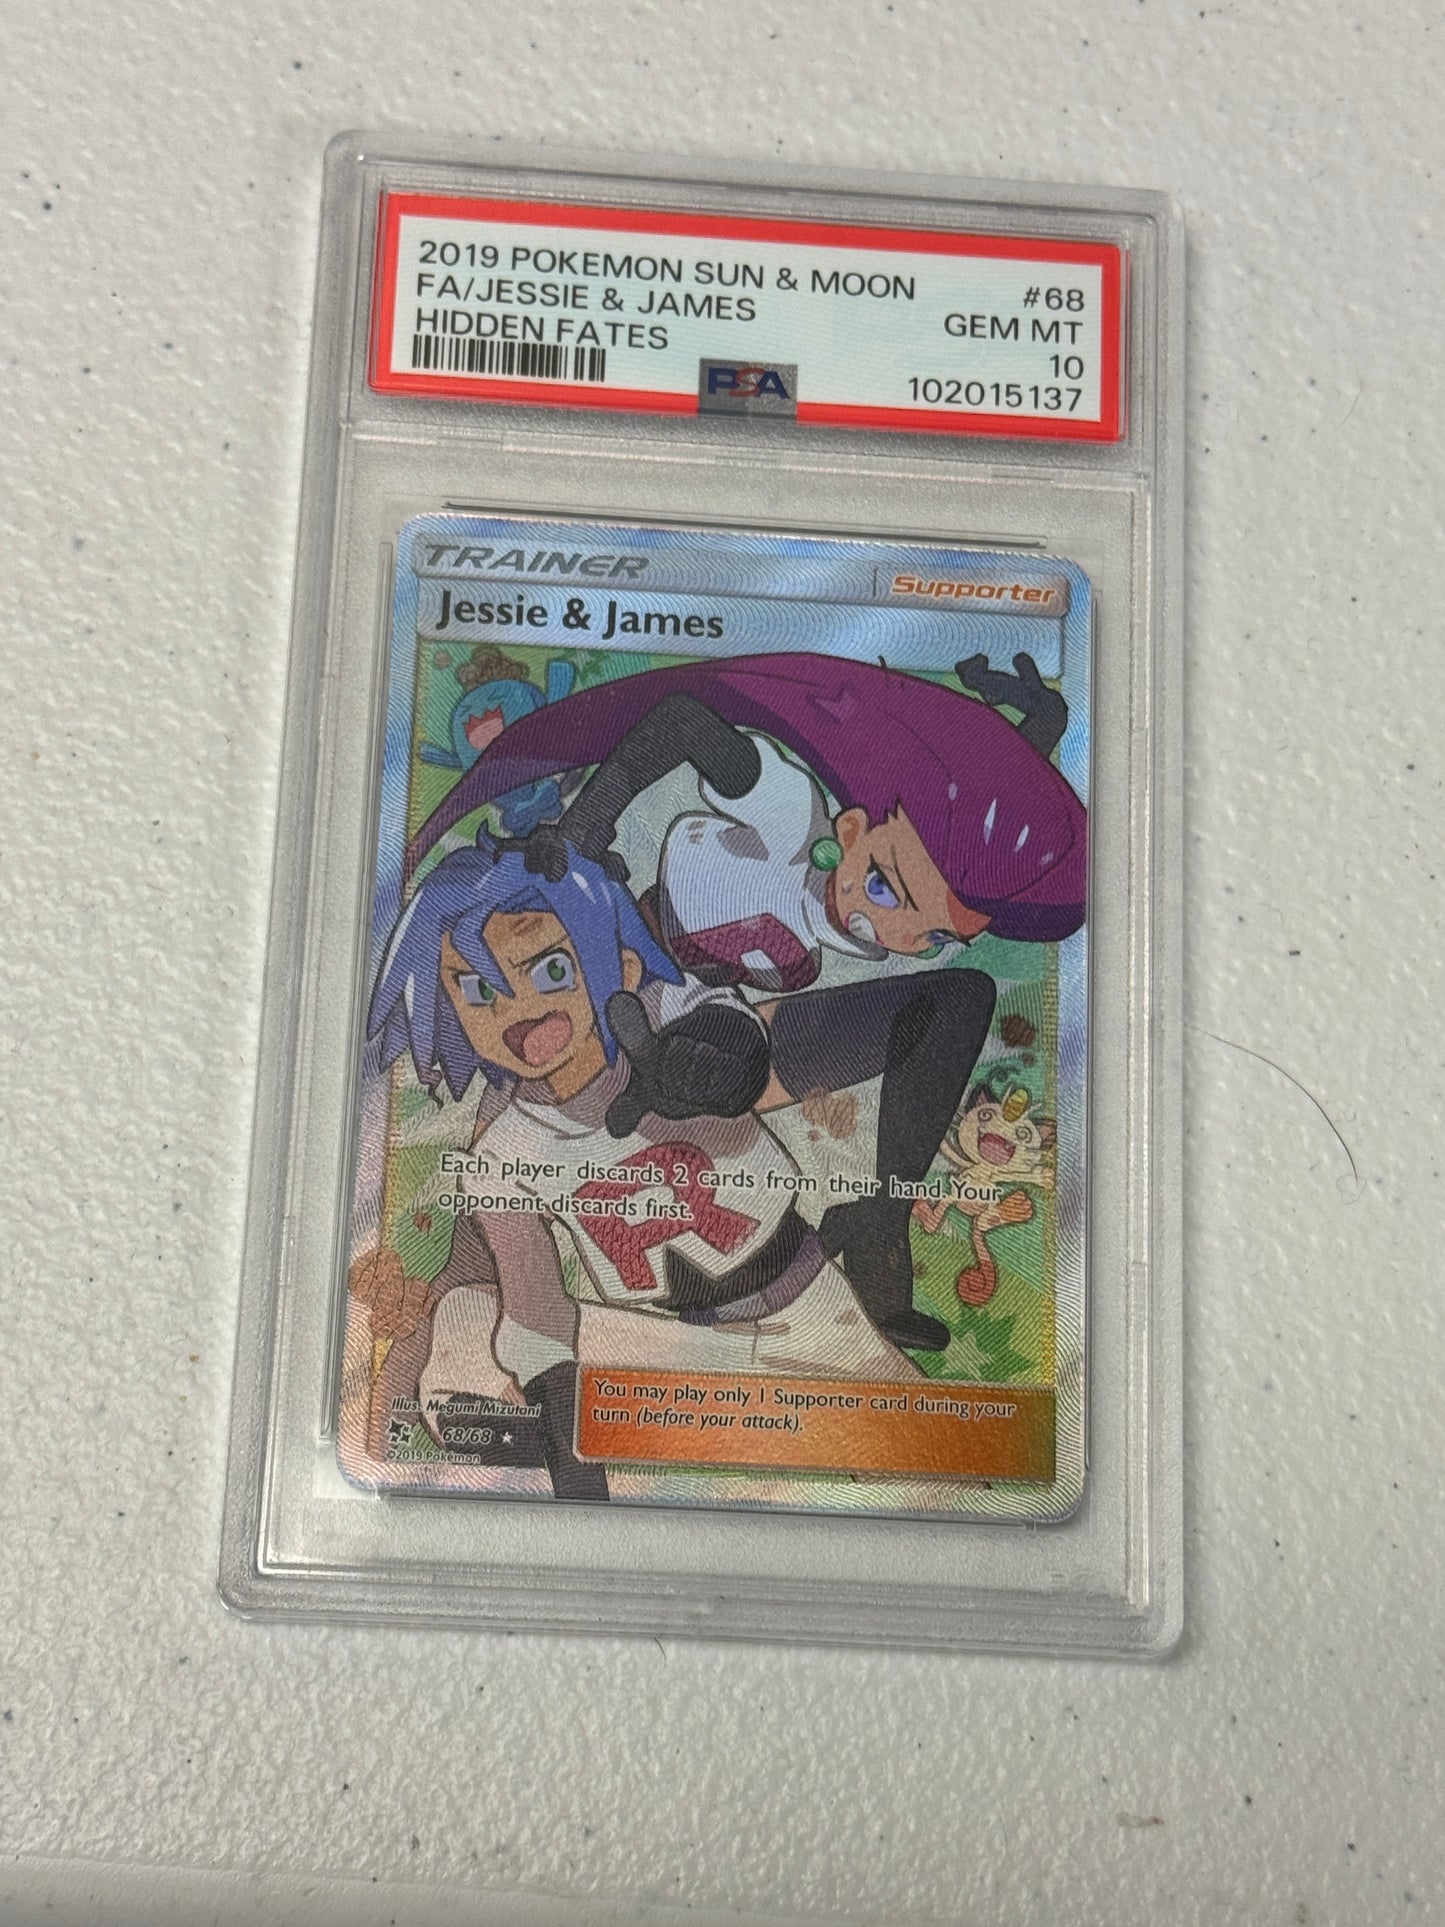 2019 POKEMON SUN & MOON
FA/JESSIE & JAMES
HIDDEN FATES
#68
GEM MT
10
102015137
PSA
TRAINER
Supporter
Jessie & James
Each player discards 2 cards from their hand. Your
opponent discards first.
You may play only 1 Supporter card during your
turn (before your attack).
Illus. Megumi Mizutani
68/68
©2019 Pokémon